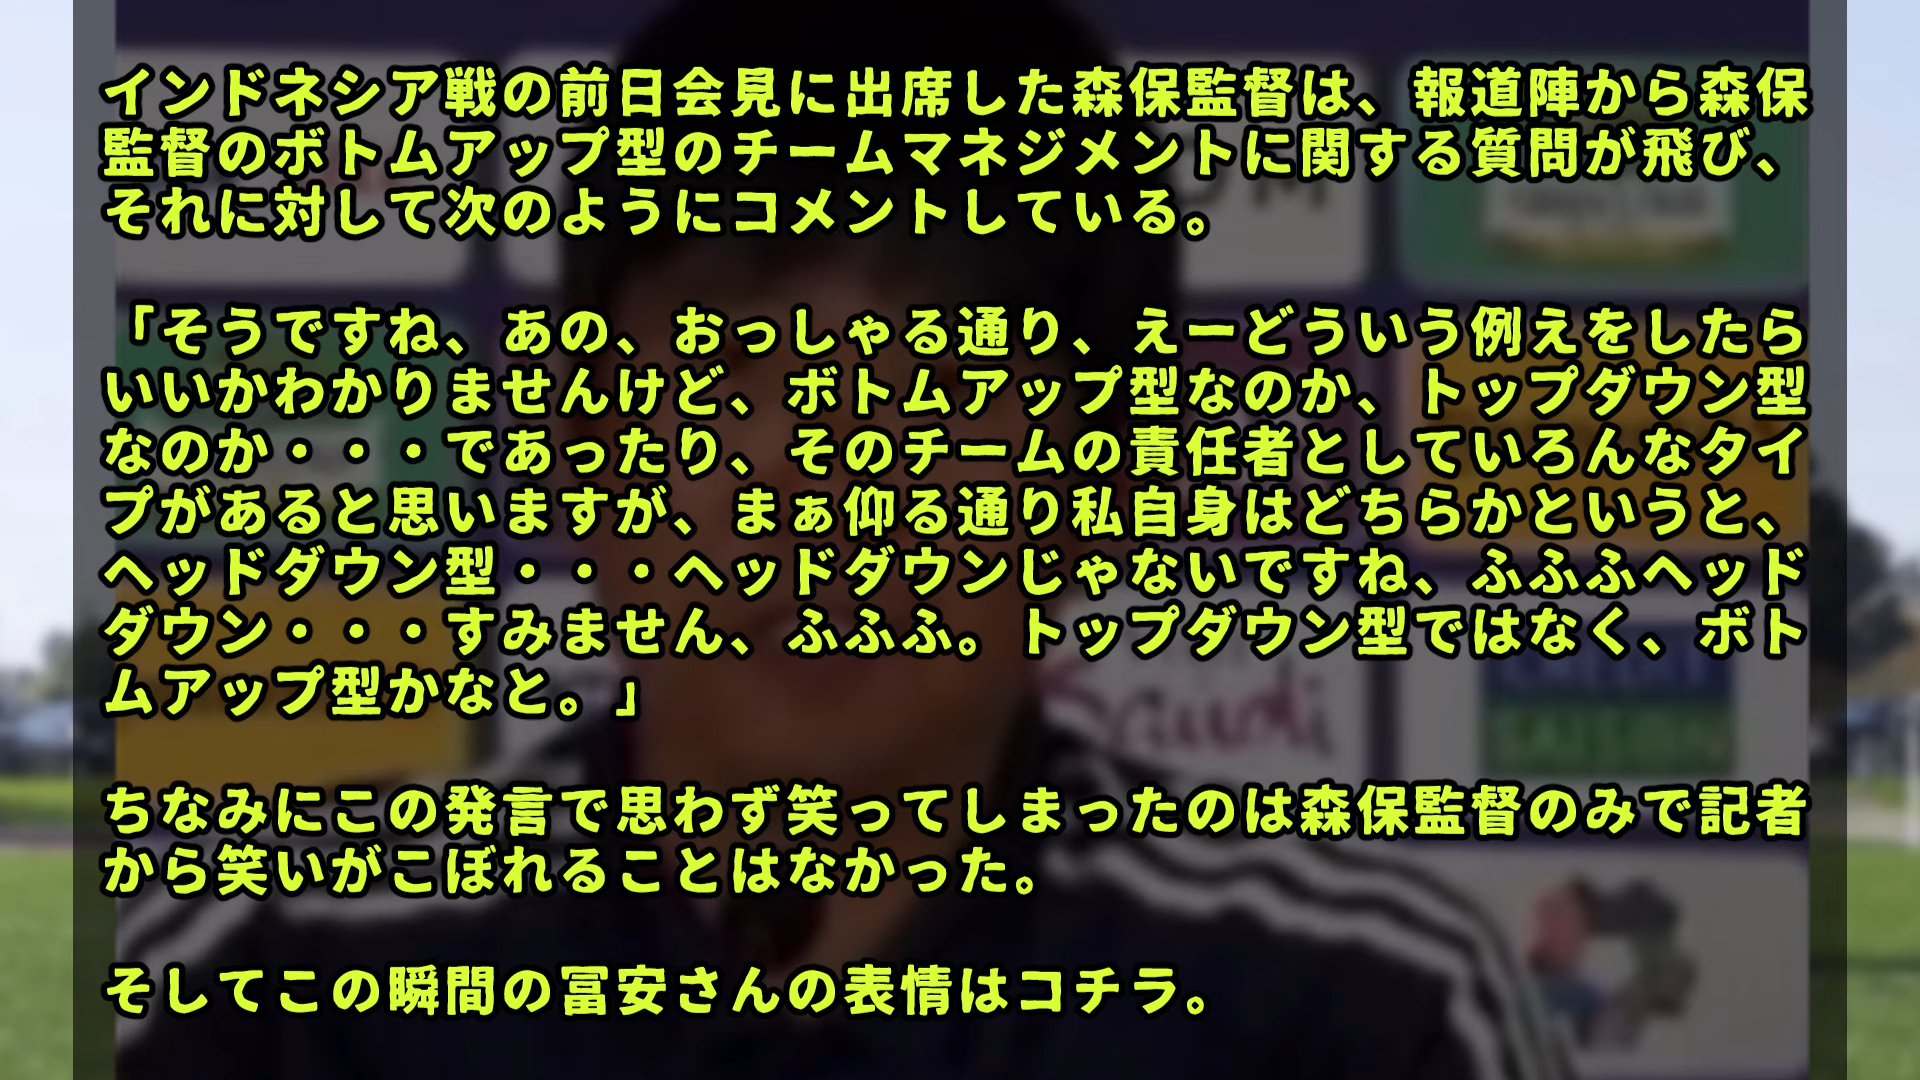 インドネシア戦の前日会見に出席した森保監督は、報道陣から森保
監督のボトムアップ型のチームマネジメントに関する質問が飛び、
それに対して次のようにコメントしている。
「そうですね、あの、おっしゃる通り、えーどういう例えをしたら
いいかわかりませんけど、ボトムアップ型なのか、トップダウン型
なのか・・・であったり、そのチームの責任者としていろんなタイ
プがあると思いますが、まぁ仰る通り私自身はどちらかというと、
ヘッドダウン型・・・ヘッドダウンじゃないですね、ふふふヘッド
ダウン・・・すみません、ふふふ。トップダウン型ではなく、ボト
ムアップ型かなと。」
ちなみにこの発言で思わず笑ってしまったのは森保監督のみで記者
から笑いがこぼれることはなかった。
そしてこの瞬間の冨安さんの表情はコチラ。